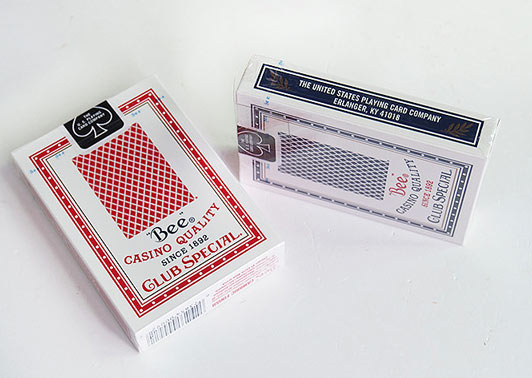 "Bee"®
CASINO QUALITY
SINCE 1892
CLUB SPECIAL
THE UNITED STATES PLAYING CARD COMPANY
ERLANGER, KY 41018
"Bee"®
CASINO QUALITY
SINCE 1892
CLUB SPECIAL